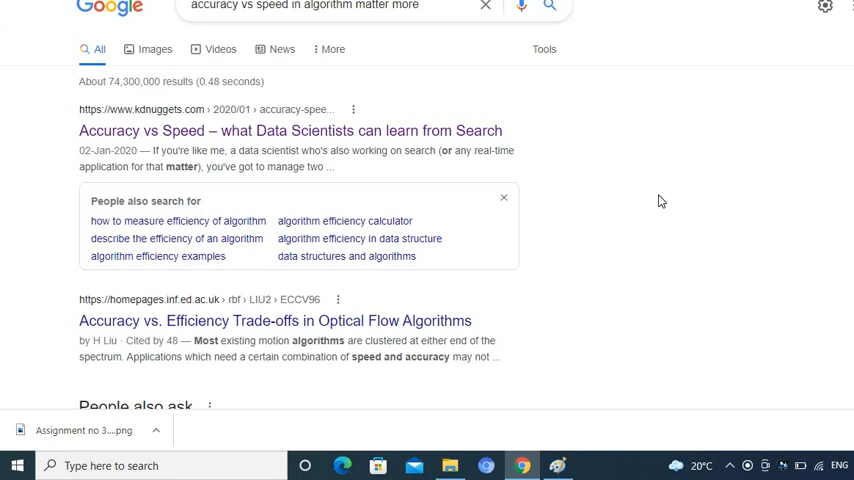 Google
accuracy vs speed in algorithm matter more
All Images Videos News More Tools
About 74,300,000 results (0.48 seconds)
https://www.kdnuggets.com › 2020/01 › accuracy-spee...
Accuracy vs Speed – what Data Scientists can learn from Search
02-Jan-2020 — If you're like me, a data scientist who's also working on search (or any real-time
application for that matter), you've got to manage two ...
People also search for
how to measure efficiency of algorithm algorithm efficiency calculator
describe the efficiency of an algorithm algorithm efficiency in data structure
algorithm efficiency examples data structures and algorithms
https://homepages.inf.ed.ac.uk › rbf › LIU2 › ECCV96
Accuracy vs. Efficiency Trade-offs in Optical Flow Algorithms
by H Liu · Cited by 48 — Most existing motion algorithms are clustered at either end of the
spectrum. Applications which need a certain combination of speed and accuracy may not ...
People also ask
Assignment no 3....png
Type here to search 20°C ENG